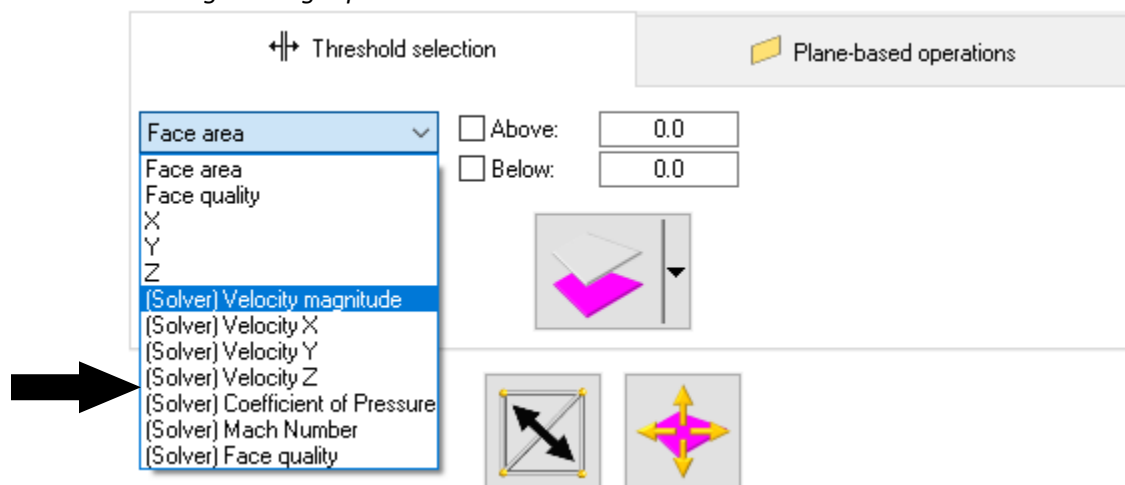 Threshold selection
Plane-based operations
Face area
Above:
0.0
Below:
0.0
Face area
Face quality
X
Y
Z
(Solver) Velocity magnitude
(Solver) Velocity X
(Solver) Velocity Y
(Solver) Velocity Z
(Solver) Coefficient of Pressure
(Solver) Mach Number
(Solver) Face quality